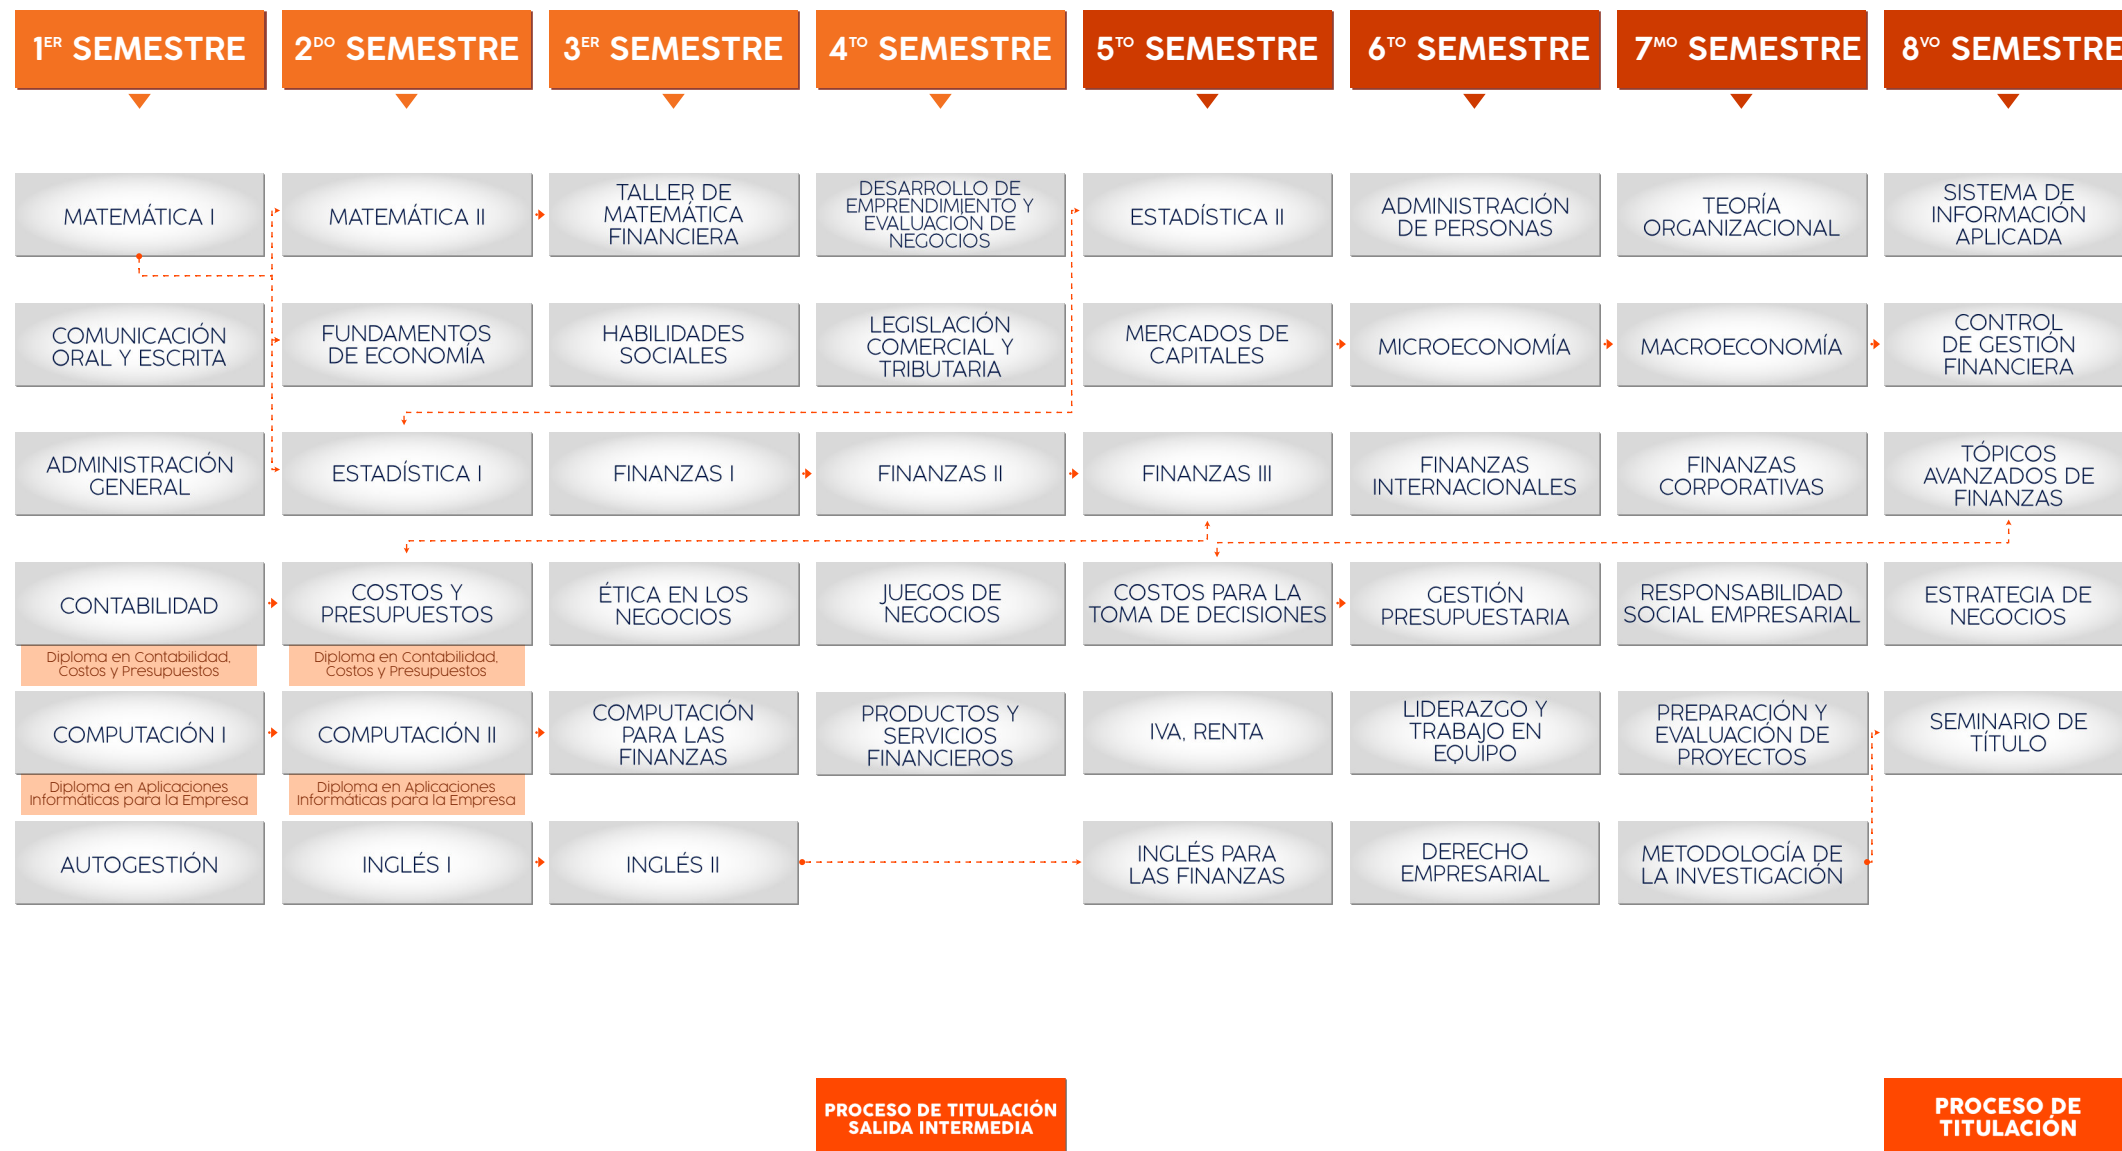 1ER SEMESTRE
2DO SEMESTRE
3ER SEMESTRE
4TO SEMESTRE
5TO SEMESTRE
6TO SEMESTRE
7MO SEMESTRE
8VO SEMESTRE
MATEMÁTICA I
MATEMÁTICA II
TALLER DE
MATEMÁTICA
FINANCIERA
DESARROLLO DE
EMPRENDIMIENTO Y
EVALUACIÓN DE
NEGOCIOS
ESTADÍSTICA II
ADMINISTRACIÓN
DE PERSONAS
TEORÍA
ORGANIZACIONAL
SISTEMA DE
INFORMACIÓN
APLICADA
COMUNICACIÓN
ORAL Y ESCRITA
FUNDAMENTOS
DE ECONOMÍA
HABILIDADES
SOCIALES
LEGISLACIÓN
COMERCIAL Y
TRIBUTARIA
MERCADOS DE
CAPITALES
MICROECONOMÍA
MACROECONOMÍA
CONTROL
DE GESTIÓN
FINANCIERA
ADMINISTRACIÓN
GENERAL
ESTADÍSTICA I
FINANZAS I
FINANZAS II
FINANZAS III
FINANZAS
INTERNACIONALES
FINANZAS
CORPORATIVAS
TÓPICOS
AVANZADOS DE
FINANZAS
CONTABILIDAD
COSTOS Y
PRESUPUESTOS
ÉTICA EN LOS
NEGOCIOS
JUEGOS DE
NEGOCIOS
COSTOS PARA LA
TOMA DE DECISIONES
GESTIÓN
PRESUPUESTARIA
RESPONSABILIDAD
SOCIAL EMPRESARIAL
ESTRATEGIA DE
NEGOCIOS
Diploma en Contabilidad,
Costos y Presupuestos
Diploma en Contabilidad,
Costos y Presupuestos
COMPUTACIÓN I
COMPUTACIÓN II
COMPUTACIÓN
PARA LAS
FINANZAS
PRODUCTOS Y
SERVICIOS
FINANCIEROS
IVA, RENTA
LIDERAZGO Y
TRABAJO EN
EQUIPO
PREPARACIÓN Y
EVALUACIÓN DE
PROYECTOS
SEMINARIO DE
TÍTULO
Diploma en Aplicaciones
Informáticas para la Empresa
Diploma en Aplicaciones
Informáticas para la Empresa
AUTOGESTIÓN
INGLÉS I
INGLÉS II
INGLÉS PARA
LAS FINANZAS
DERECHO
EMPRESARIAL
METODOLOGÍA DE
LA INVESTIGACIÓN
PROCESO DE TITULACIÓN
SALIDA INTERMEDIA
PROCESO DE
TITULACIÓN